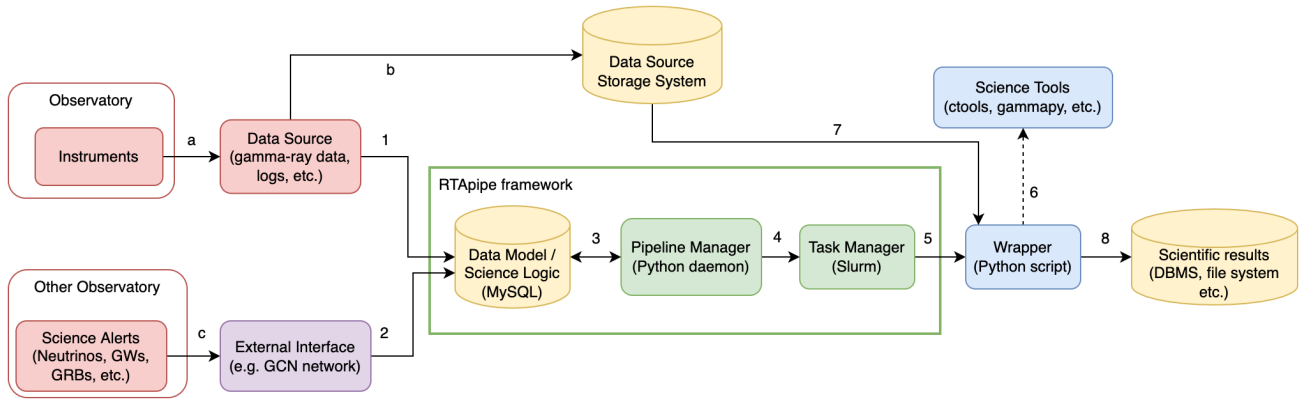 Data Source
Storage System
b
Observatory
Instruments
a
Data Source
(gamma-ray data,
logs, etc.)
1
7
Science Tools
(ctools, gammapy, etc.)
6
RTApipe framework
Data Model /
Science Logic
(MySQL)
3
Pipeline Manager
(Python daemon)
4
Task Manager
(Slurm)
5
Wrapper
(Python script)
8
Scientific results
(DBMS, file system
etc.)
Other Observatory
Science Alerts
(Neutrinos, GWs,
GRBs, etc.)
c
External Interface
(e.g. GCN network)
2